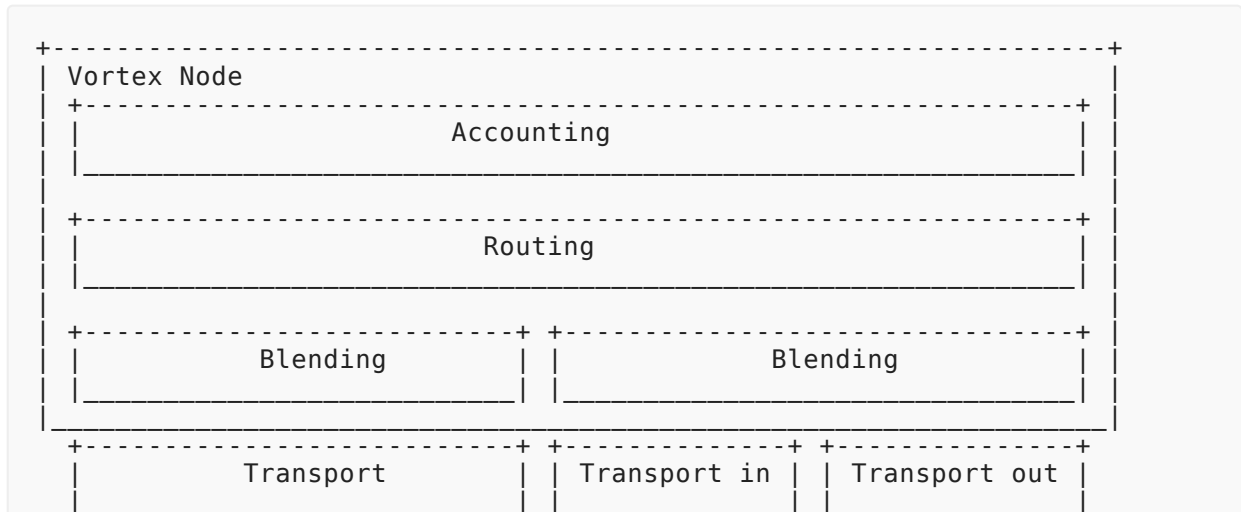 Vortex Node
Accounting
Routing
Blending Blending
Transport Transport in Transport out